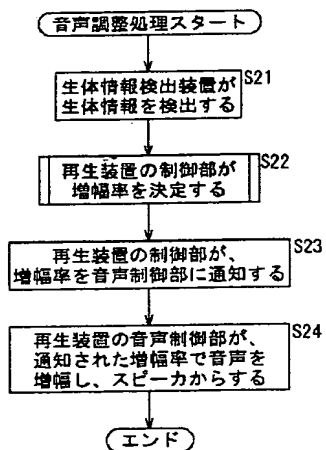 音声調整処理スタート
S21
生体情報検出装置が
生体情報を検出する
S22
再生装置の制御部が
増幅率を決定する
S23
再生装置の制御部が、
増幅率を音声制御部に通知する
S24
再生装置の音声制御部が、
通知された増幅率で音声を
増幅し、スピーカからする
エンド